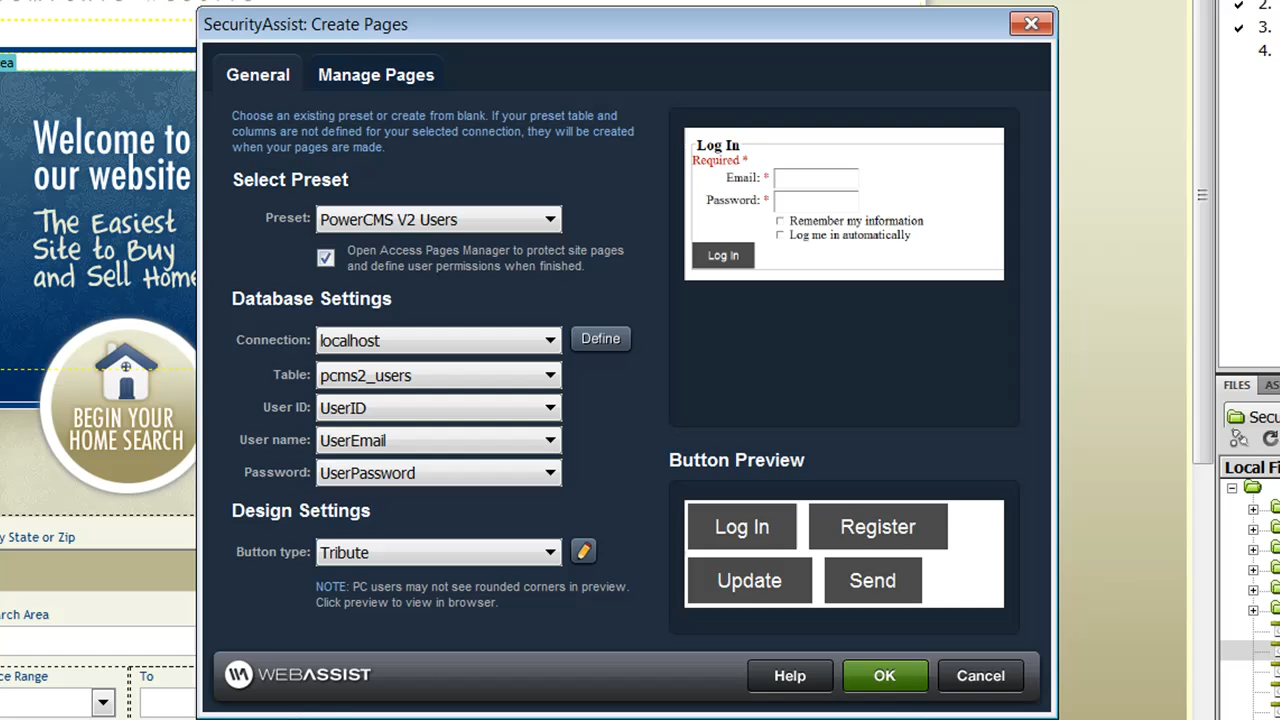 SecurityAssist: Create Pages
2.
3.
4.
ea
General
Manage Pages
Choose an existing preset or create from blank. If your preset table and
columns are not defined for your selected connection, they will be created
when your pages are made.
Select Preset
Preset:
PowerCMS V2 Users
Open Access Pages Manager to protect site pages
and define user permissions when finished.
Database Settings
Connection:
localhost
Define
Table:
pcms2_users
User ID:
UserID
User name:
UserEmail
Password:
UserPassword
Design Settings
Button type:
Tribute
NOTE: PC users may not see rounded corners in preview.
Click preview to view in browser.
Log In
Required *
Email: *
Password: *
Remember my information
Log me in automatically
Log In
Button Preview
Log In
Register
Update
Send
WEBASSIST
Help
OK
Cancel
Welcome to
our website
The Easiest
Site to Buy
and Sell Home
BEGIN YOUR
HOME SEARCH
y State or Zip
rch Area
ce Range
To
FILES
AS
Secu
Local Fi